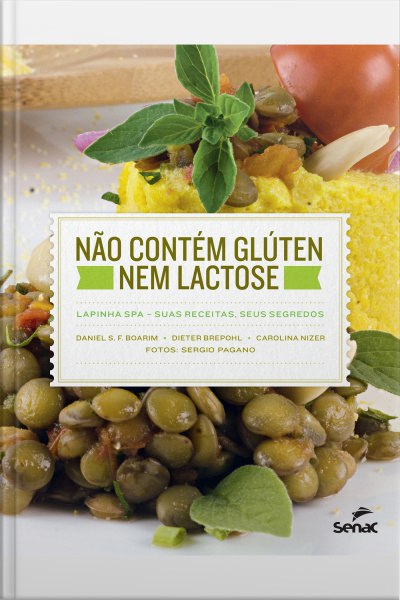 NÃO CONTÉM GLÚTEN
NEM LACTOSE
LAPINHA SPA – SUAS RECEITAS, SEUS SEGREDOS
DANIEL S. F. BOARIM • DIETER BREPOHL • CAROLINA NIZER
FOTOS: SERGIO PAGANO
Senac